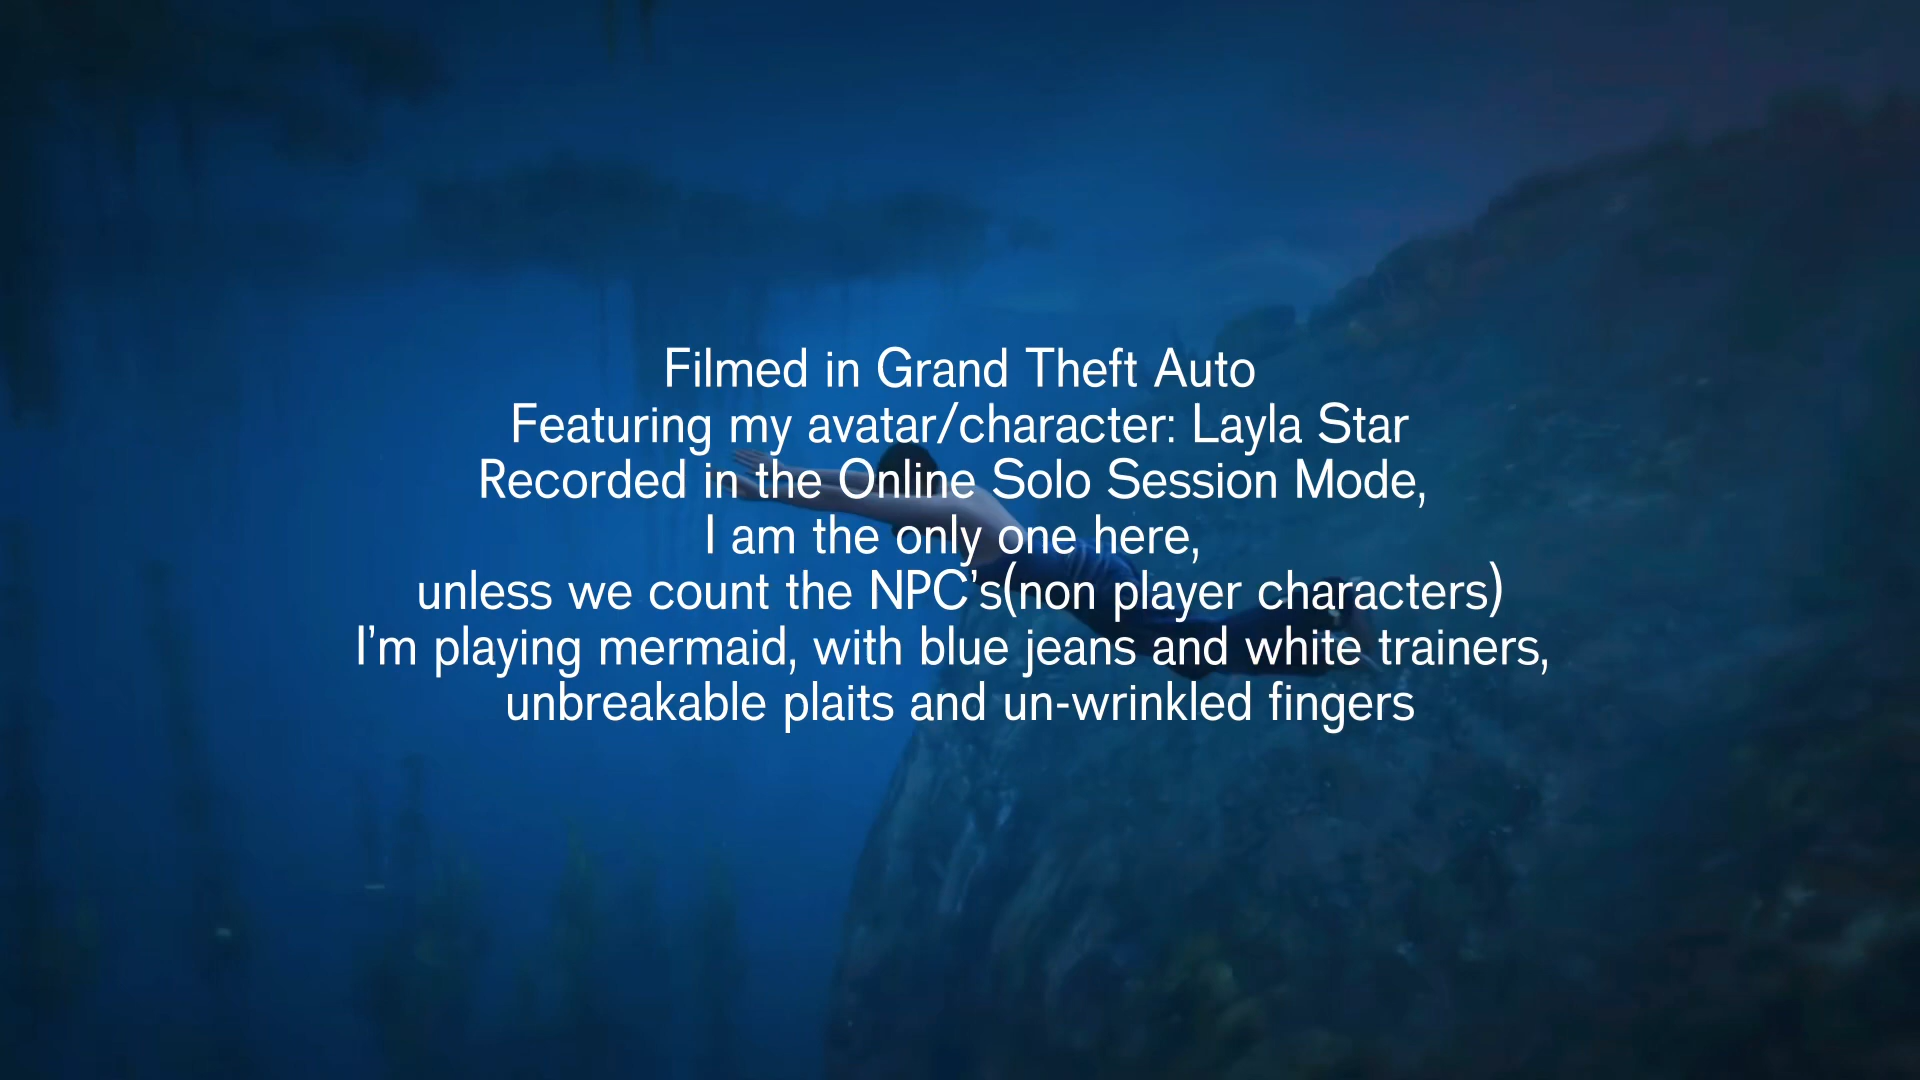 Filmed in Grand Theft Auto
Featuring my avatar/character: Layla Star
Recorded in the Online Solo Session Mode,
I am the only one here,
unless we count the NPC’s(non player characters)
I’m playing mermaid, with blue jeans and white trainers,
unbreakable plaits and un-wrinkled fingers